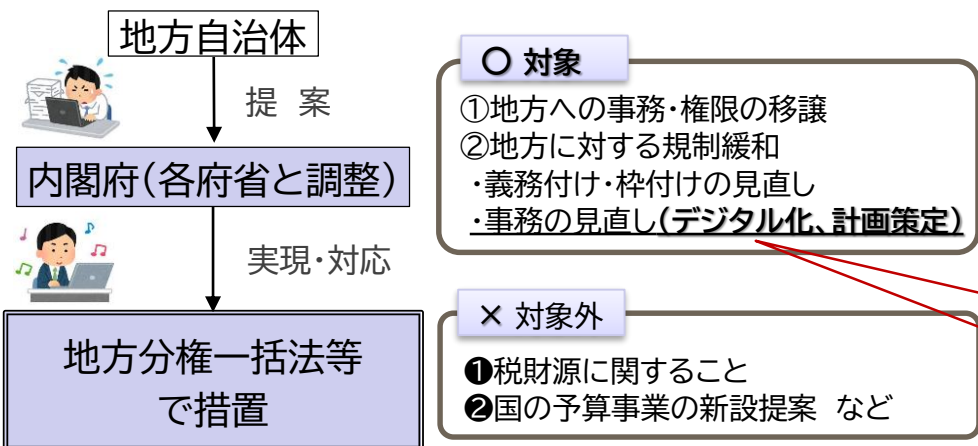 地方自治体
提 案
内閣府(各府省と調整)
実現・対応
地方分権一括法等
で措置
〇 対象
①地方への事務・権限の移譲
②地方に対する規制緩和
・義務付け・枠付けの見直し
・事務の見直し(デジタル化、計画策定)
× 対象外
❶税財源に関すること
❷国の予算事業の新設提案 など